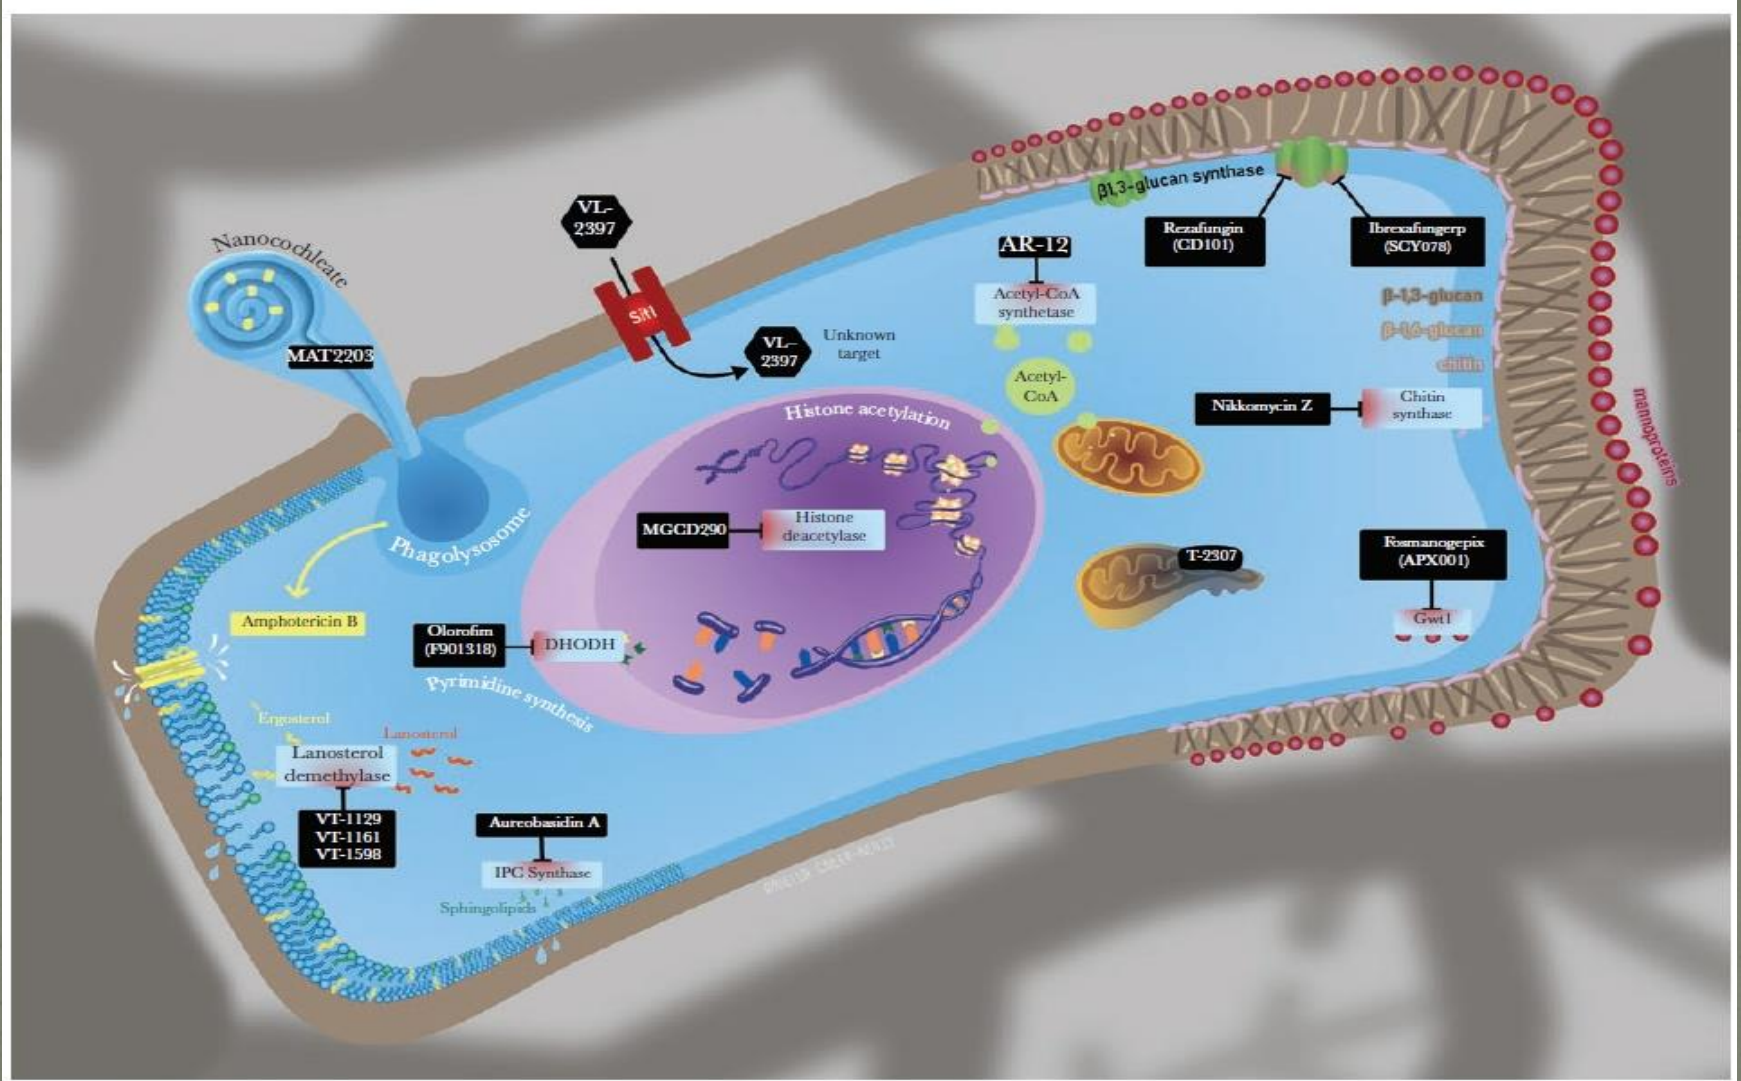 Nanocochleate
MAT2203
VL-
2397
Sit1
VL-
2397
Unknown
target
AR-12
Acetyl-CoA
synthetase
Acetyl-
CoA
β1,3-glucan synthase
Rezafungin
(CD101)
Ibrexafungerp
(SCY078)
β-1,3-glucan
β-1,6-glucan
chitin
Nikkomycin Z
Chitin
synthase
mannoproteins
Histone acetylation
MGCD290
Histone
deacetylase
T-2307
Fosmanogepix
(APX001)
Gwt1
Phagolysosome
Amphotericin B
Olorofim
(F901318)
DHODH
Pyrimidine synthesis
Ergosterol
Lanosterol
Lanosterol
demethylase
VT-1129
VT-1161
VT-1598
Aureobasidin A
IPC Synthase
Sphingolipids